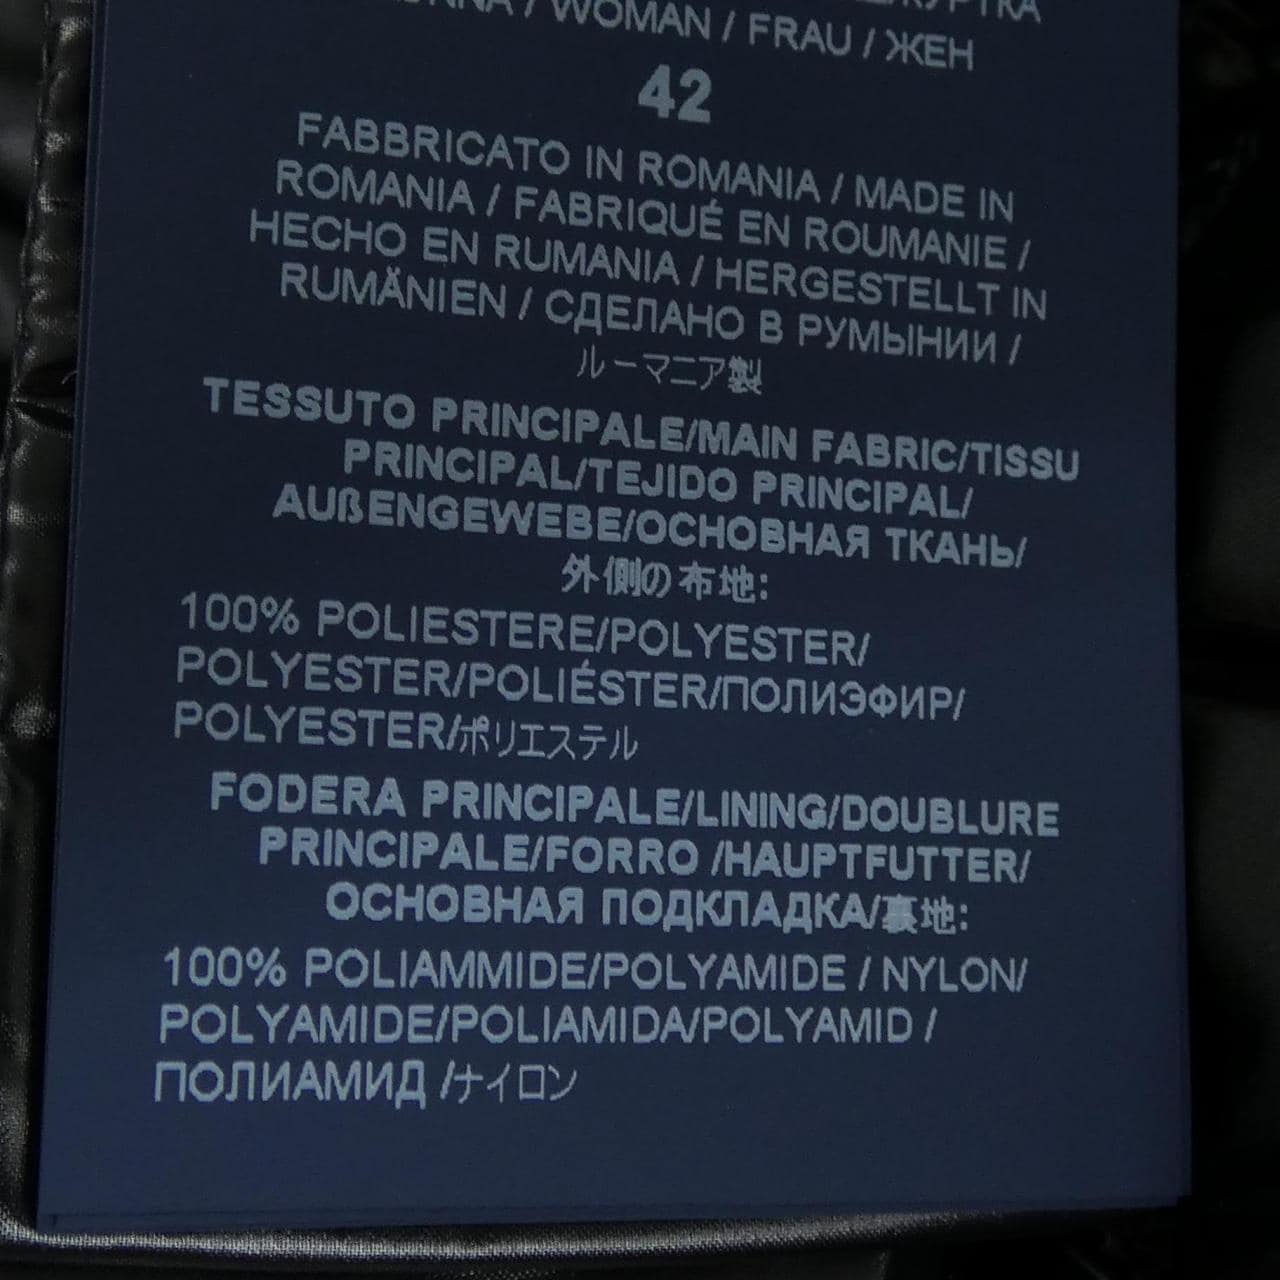 / WOMAN / FRAU / ЖЕН
42
FABBRICATO IN ROMANIA / MADE IN
ROMANIA / FABRIQUÉ EN ROUMANIE /
HECHO EN RUMANIA / HERGESTELLT IN
RUMÄNIEN / СДЕЛАНО В РУМЫНИИ /
ルーマニア製
TESSUTO PRINCIPALE/MAIN FABRIC/TISSU
PRINCIPAL/TEJIDO PRINCIPAL/
AUßENGEWEBE/ОСНОВНАЯ ТКАНЬ/
外側の布地:
100% POLIESTERE/POLYESTER/
POLYESTER/POLIÉSTER/ПОЛИЭФИР/
POLYESTER/ポリエステル
FODERA PRINCIPALE/LINING/DOUBLURE
PRINCIPALE/FORRO /HAUPTFUTTER/
ОСНОВНАЯ ПОДКЛАДКА/裏地:
100% POLIAMMIDE/POLYAMIDE / NYLON/
POLYAMIDE/POLIAMIDA/POLYAMID /
ПОЛИАМИД /ナイロン